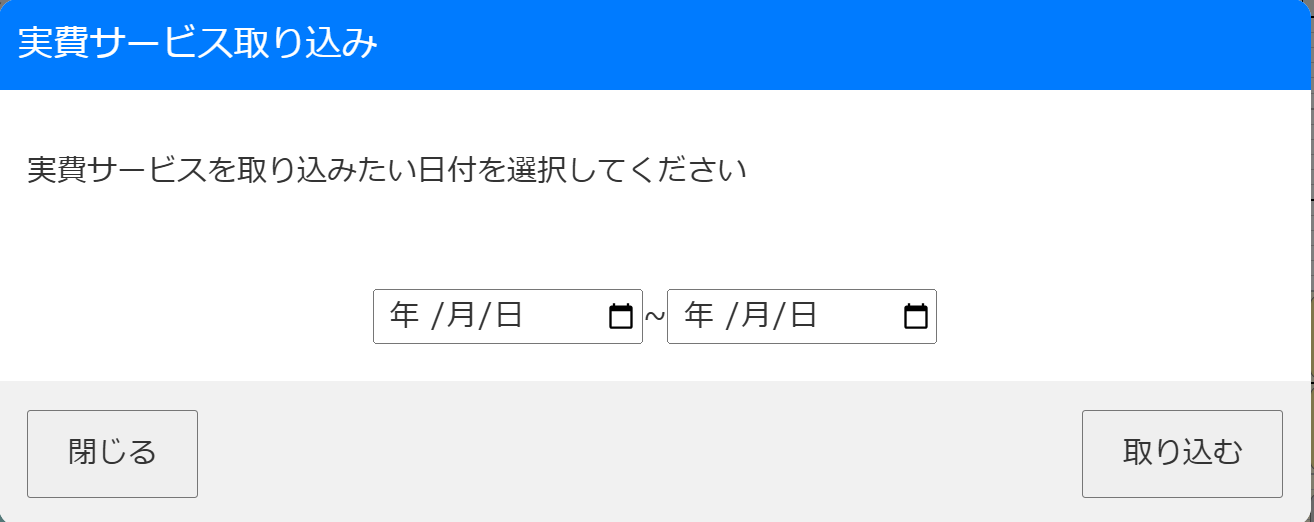 実費サービス取り込み
実費サービスを取り込みたい日付を選択してください
年 /月/日 ~ 年 /月/日
閉じる 取り込む